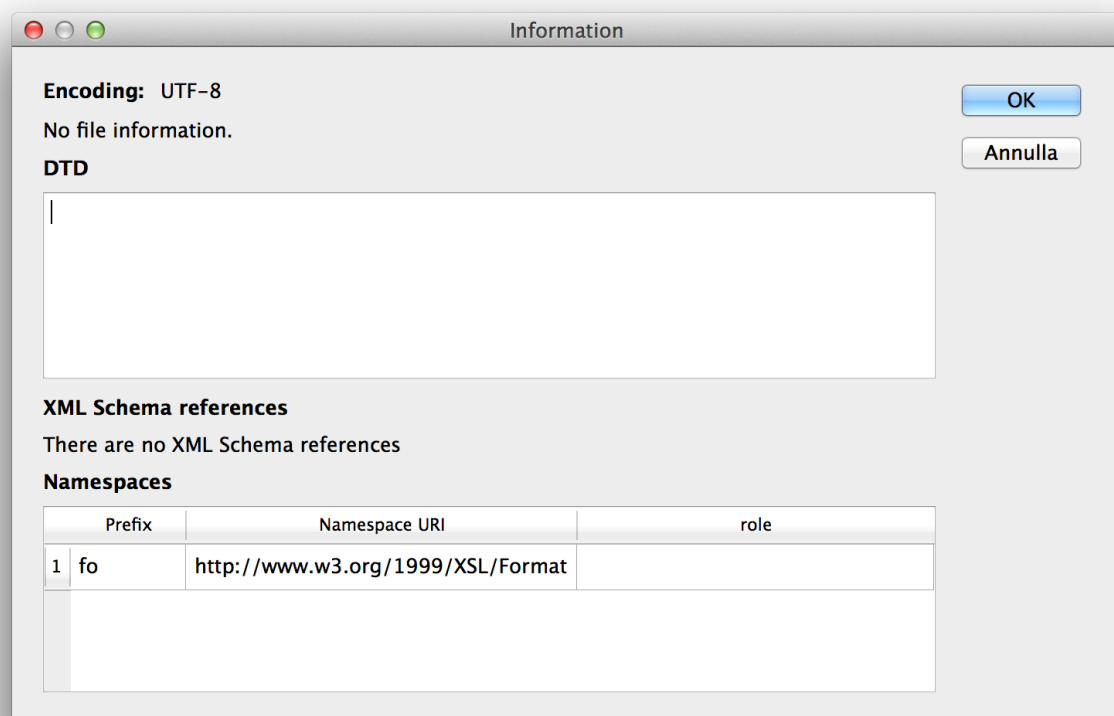 Information
Encoding: UTF-8
OK
No file information.
Annulla
DTD
XML Schema references
There are no XML Schema references
Namespaces
Prefix Namespace URI role
1 fo http://www.w3.org/1999/XSL/Format